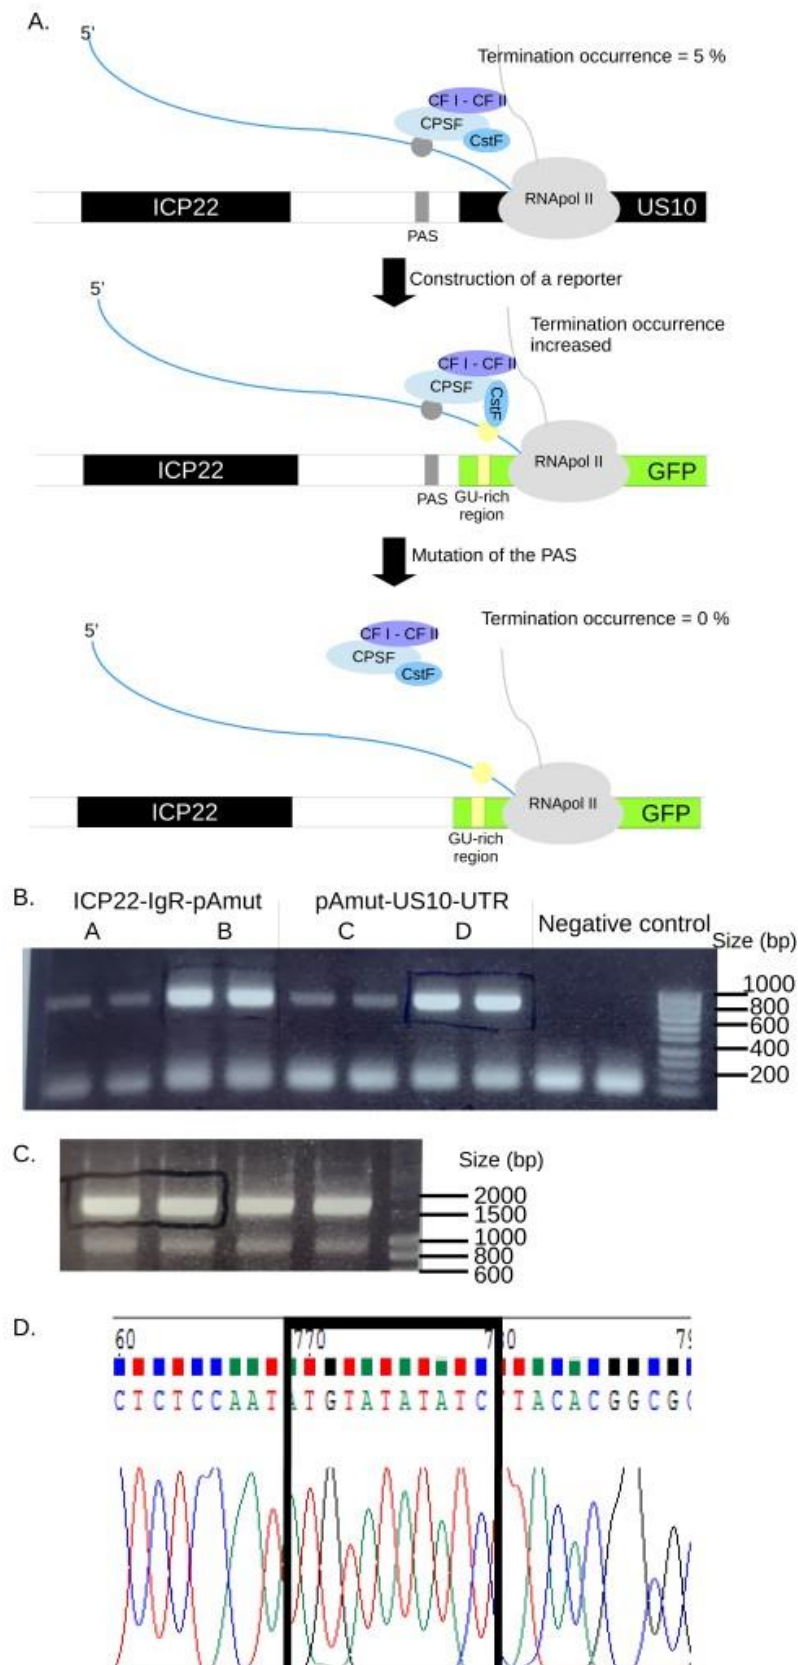 A.
5'
Termination occurrence = 5 %
CF I - CF II
CPSF
CstF
RNApol II
ICP22
US10
PAS
Construction of a reporter
5'
Termination occurrence
increased
CF I - CF II
CPSF
CstF
RNApol II
ICP22
GFP
PAS
GU-rich
region
Mutation of the PAS
5'
Termination occurrence = 0 %
CF I - CF II
CPSF
CstF
RNApol II
ICP22
GFP
GU-rich
region
B.
ICP22-IgR-pAmut
pAmut-US10-UTR
Negative control
A
B
C
D
Size (bp)
1000
800
600
400
200
C.
Size (bp)
2000
1500
1000
800
600
D.
60
770
CTCTCCAATATGTATATATC
TTACACGGCG